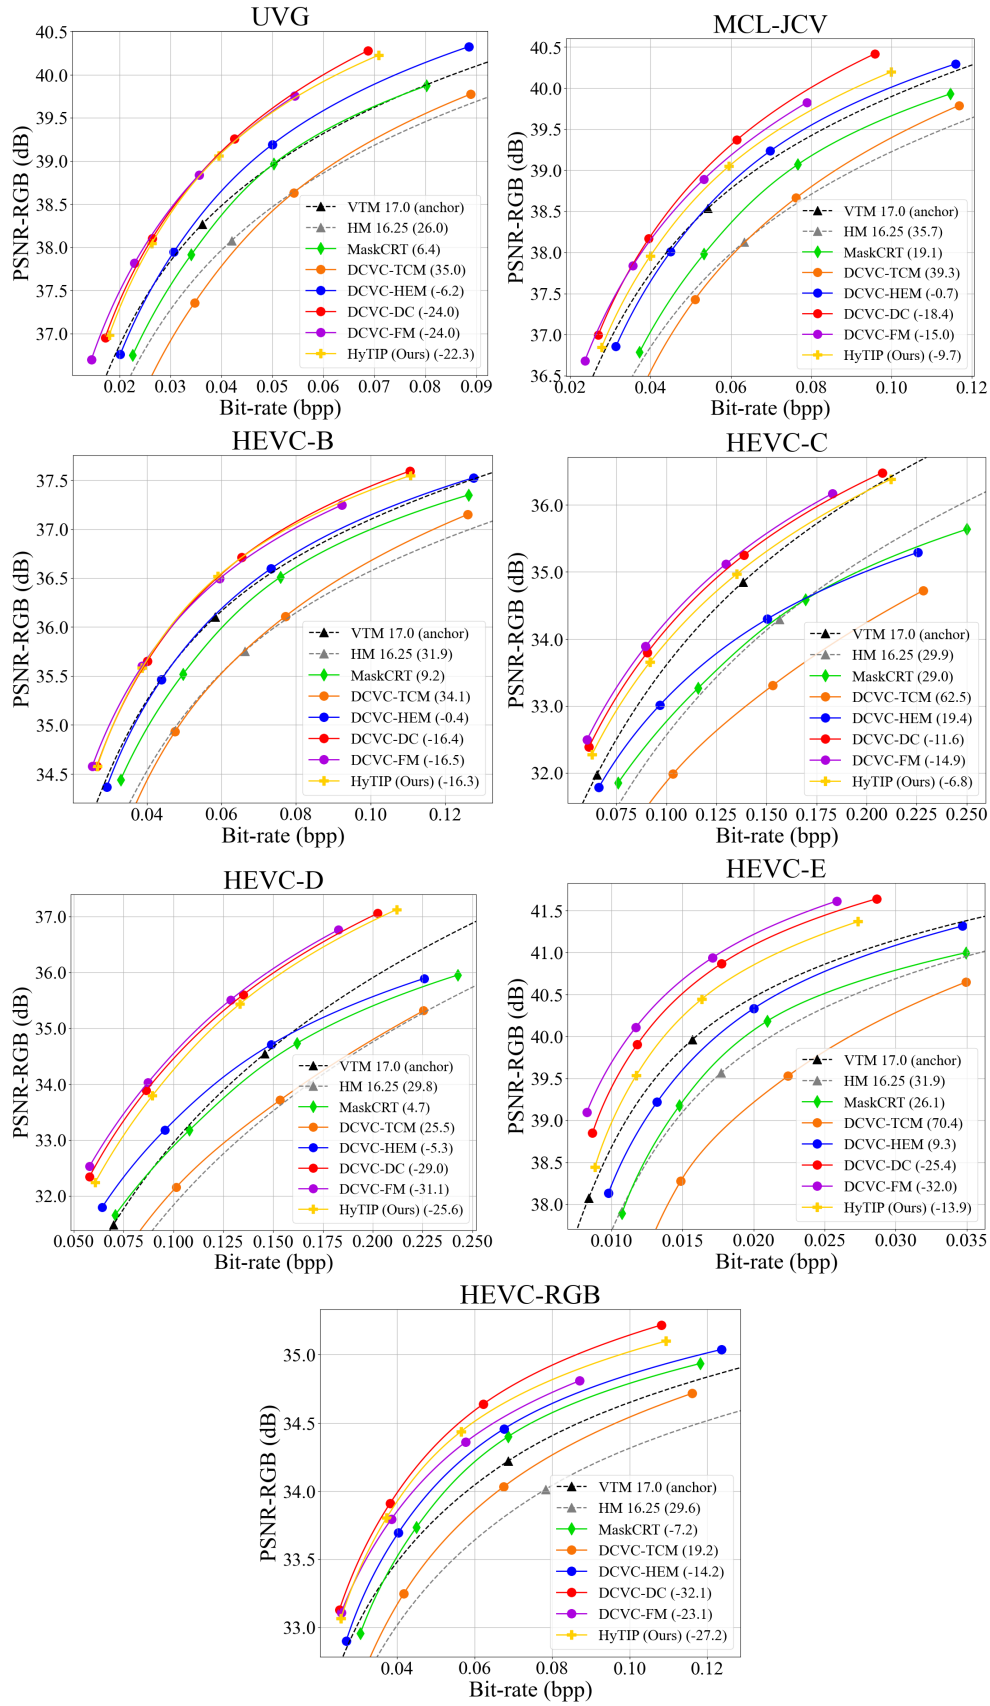 UVG
40.5
40.0
39.5
39.0
38.5
38.0
37.5
37.0
PSNR-RGB (dB)
VTM 17.0 (anchor)
HM 16.25 (26.0)
MaskCRT (6.4)
DCVC-TCM (35.0)
DCVC-HEM (-6.2)
DCVC-DC (-24.0)
DCVC-FM (-24.0)
HyTIP (Ours) (-22.3)
0.02 0.03 0.04 0.05 0.06 0.07 0.08 0.09
Bit-rate (bpp)
MCL-JCV
40.5
40.0
39.5
39.0
38.5
38.0
37.5
37.0
36.5
PSNR-RGB (dB)
VTM 17.0 (anchor)
HM 16.25 (35.7)
MaskCRT (19.1)
DCVC-TCM (39.3)
DCVC-HEM (-0.7)
DCVC-DC (-18.4)
DCVC-FM (-15.0)
HyTIP (Ours) (-9.7)
0.02 0.04 0.06 0.08 0.10 0.12
Bit-rate (bpp)
HEVC-B
37.5
37.0
36.5
36.0
35.5
35.0
34.5
PSNR-RGB (dB)
VTM 17.0 (anchor)
HM 16.25 (31.9)
MaskCRT (9.2)
DCVC-TCM (34.1)
DCVC-HEM (-0.4)
DCVC-DC (-16.4)
DCVC-FM (-16.5)
HyTIP (Ours) (-16.3)
0.04 0.06 0.08 0.10 0.12
Bit-rate (bpp)
HEVC-C
36.0
35.0
34.0
33.0
32.0
PSNR-RGB (dB)
VTM 17.0 (anchor)
HM 16.25 (29.9)
MaskCRT (29.0)
DCVC-TCM (62.5)
DCVC-HEM (19.4)
DCVC-DC (-11.6)
DCVC-FM (-14.9)
HyTIP (Ours) (-6.8)
0.075 0.100 0.125 0.150 0.175 0.200 0.225 0.250
Bit-rate (bpp)
HEVC-D
37.0
36.0
35.0
34.0
33.0
32.0
PSNR-RGB (dB)
VTM 17.0 (anchor)
HM 16.25 (29.8)
MaskCRT (4.7)
DCVC-TCM (25.5)
DCVC-HEM (-5.3)
DCVC-DC (-29.0)
DCVC-FM (-31.1)
HyTIP (Ours) (-25.6)
0.050 0.075 0.100 0.125 0.150 0.175 0.200 0.225 0.250
Bit-rate (bpp)
HEVC-E
41.5
41.0
40.5
40.0
39.5
39.0
38.5
38.0
PSNR-RGB (dB)
VTM 17.0 (anchor)
HM 16.25 (31.9)
MaskCRT (26.1)
DCVC-TCM (70.4)
DCVC-HEM (9.3)
DCVC-DC (-25.4)
DCVC-FM (-32.0)
HyTIP (Ours) (-13.9)
0.010 0.015 0.020 0.025 0.030 0.035
Bit-rate (bpp)
HEVC-RGB
35.0
34.5
34.0
33.5
33.0
PSNR-RGB (dB)
VTM 17.0 (anchor)
HM 16.25 (29.6)
MaskCRT (-7.2)
DCVC-TCM (19.2)
DCVC-HEM (-14.2)
DCVC-DC (-32.1)
DCVC-FM (-23.1)
HyTIP (Ours) (-27.2)
0.04 0.06 0.08 0.10 0.12
Bit-rate (bpp)